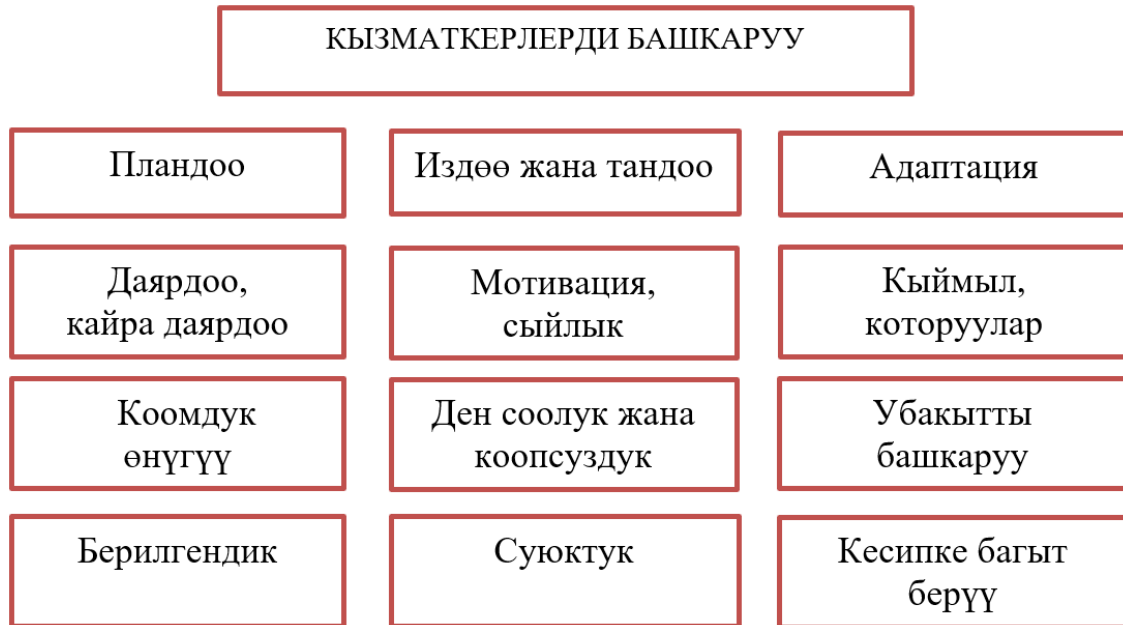 КЫЗМАТКЕРЛЕРДИ БАШКАРУУ
Пландоо
Издөө жана тандоо
Адаптация
Даярдоо,
кайра даярдоо
Мотивация,
сыйлык
Кыймыл,
которуулар
Коомдук
өнүгүү
Ден соолук жана
коопсуздук
Убакытты
башкаруу
Берилгендик
Суюктук
Кесипке багыт
берүү